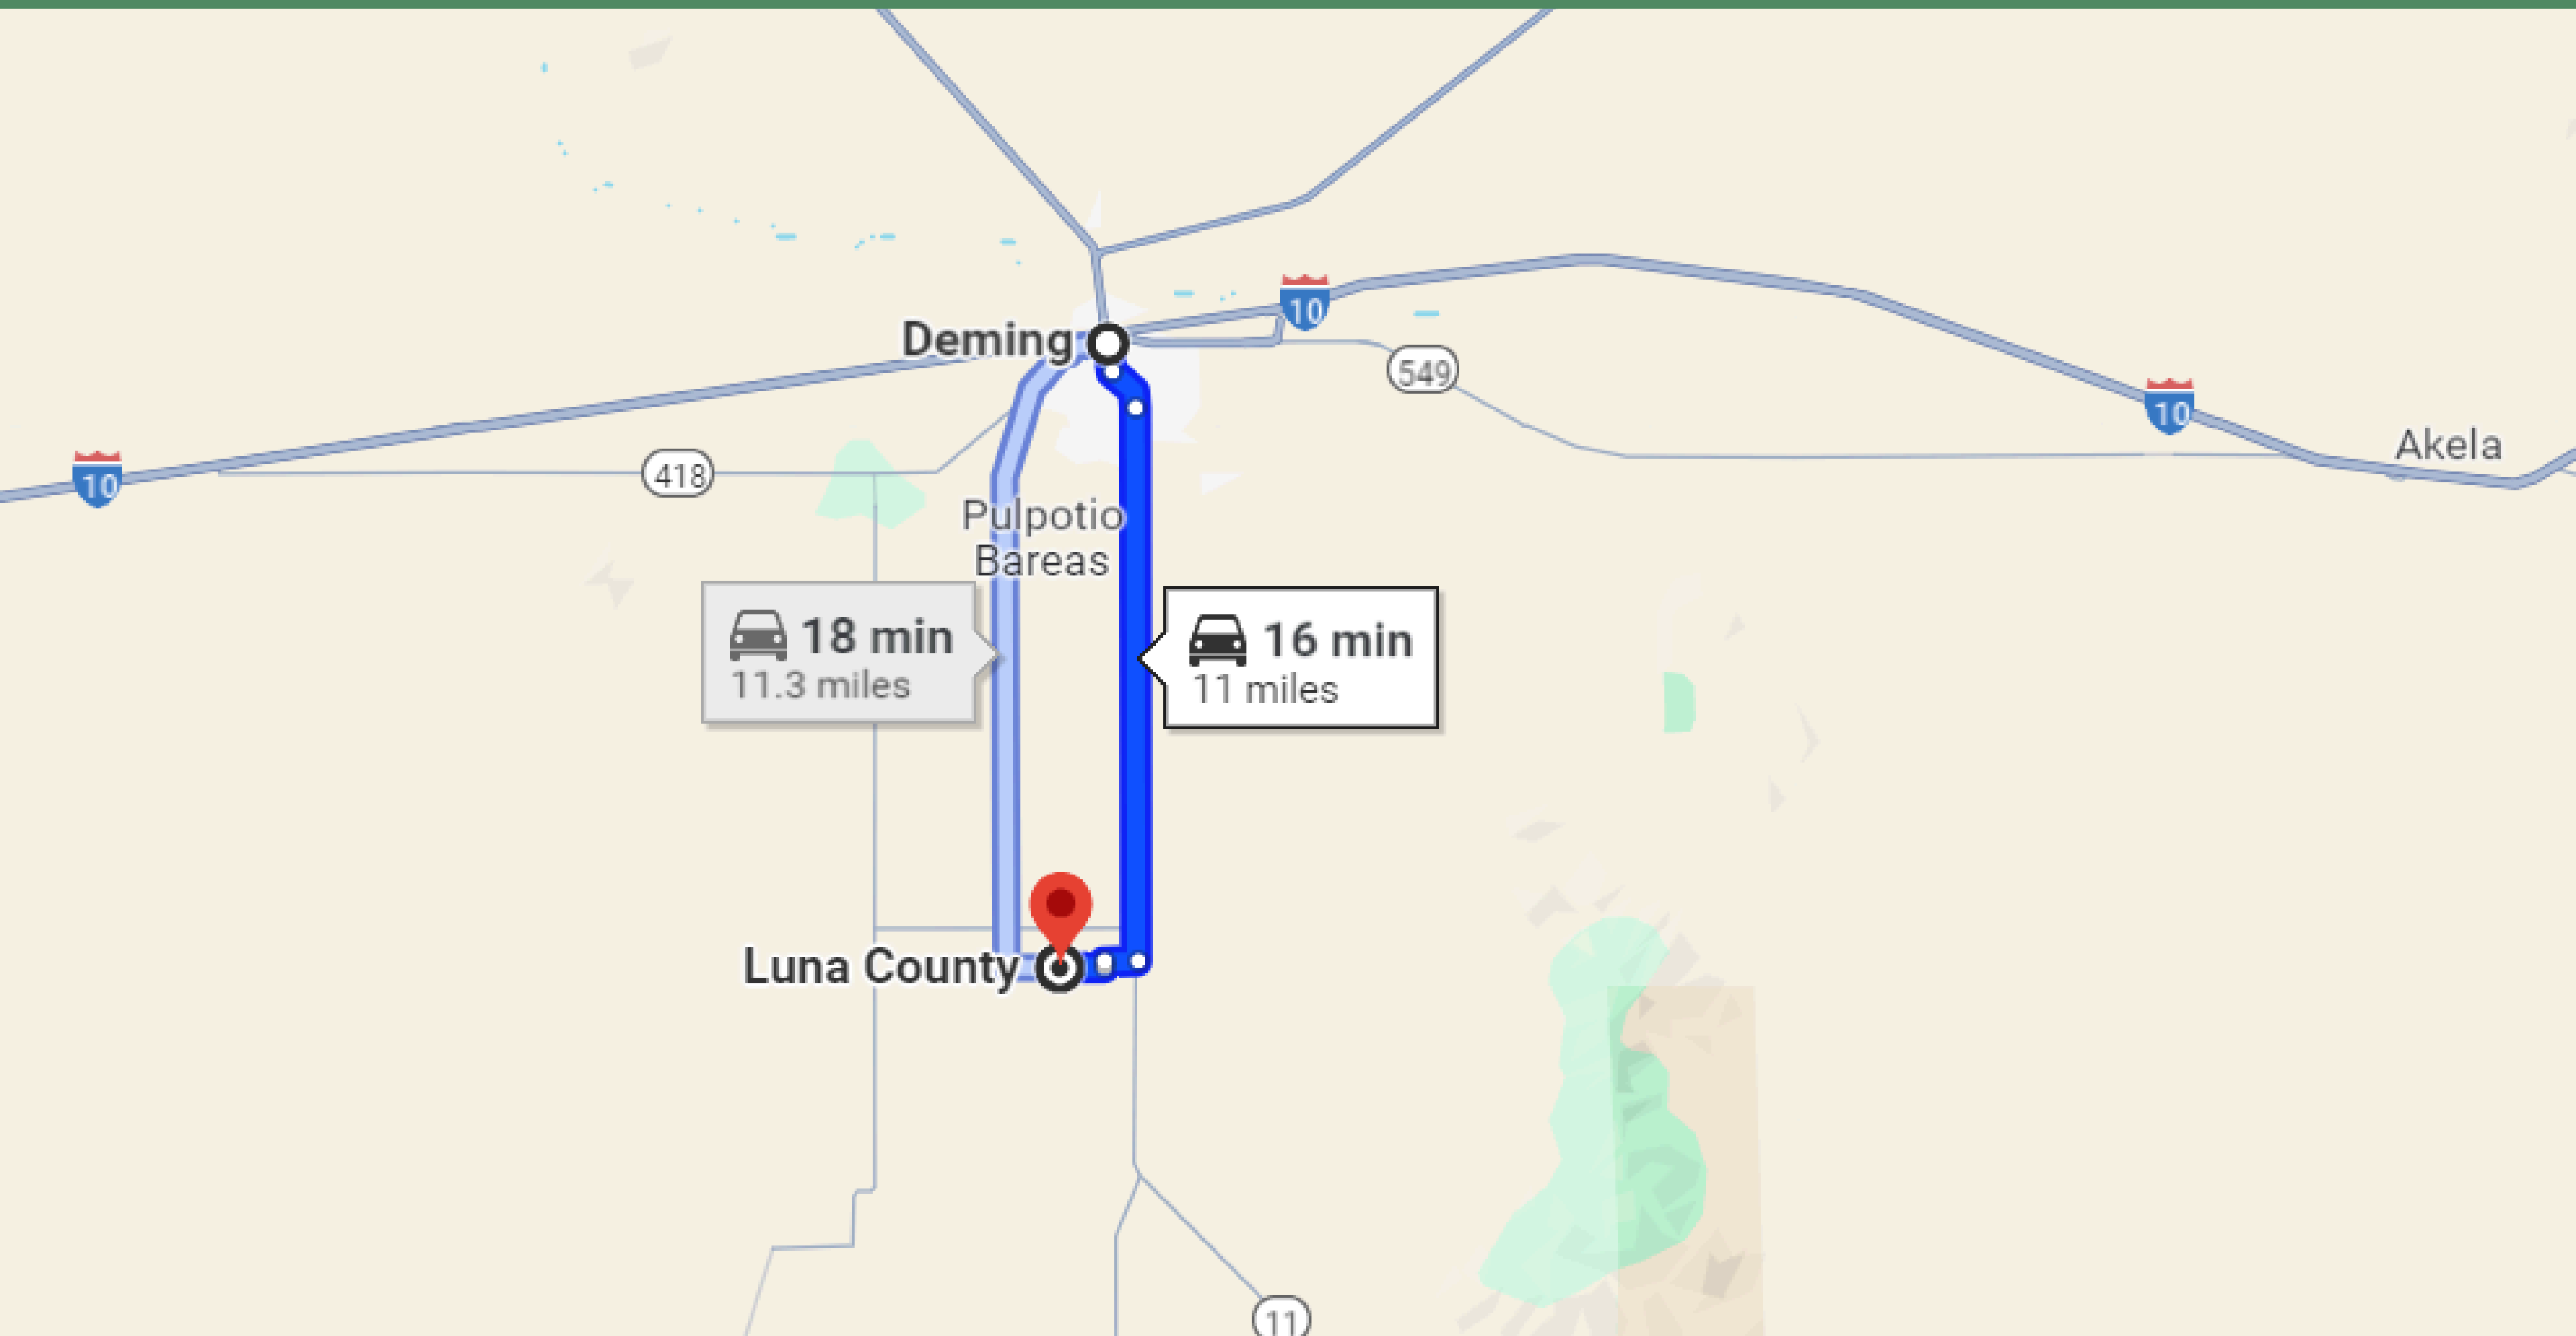 10
Deming
549
10
Akela
418
10
Pulpotio
Bareas
18 min
11.3 miles
16 min
11 miles
Luna County
11